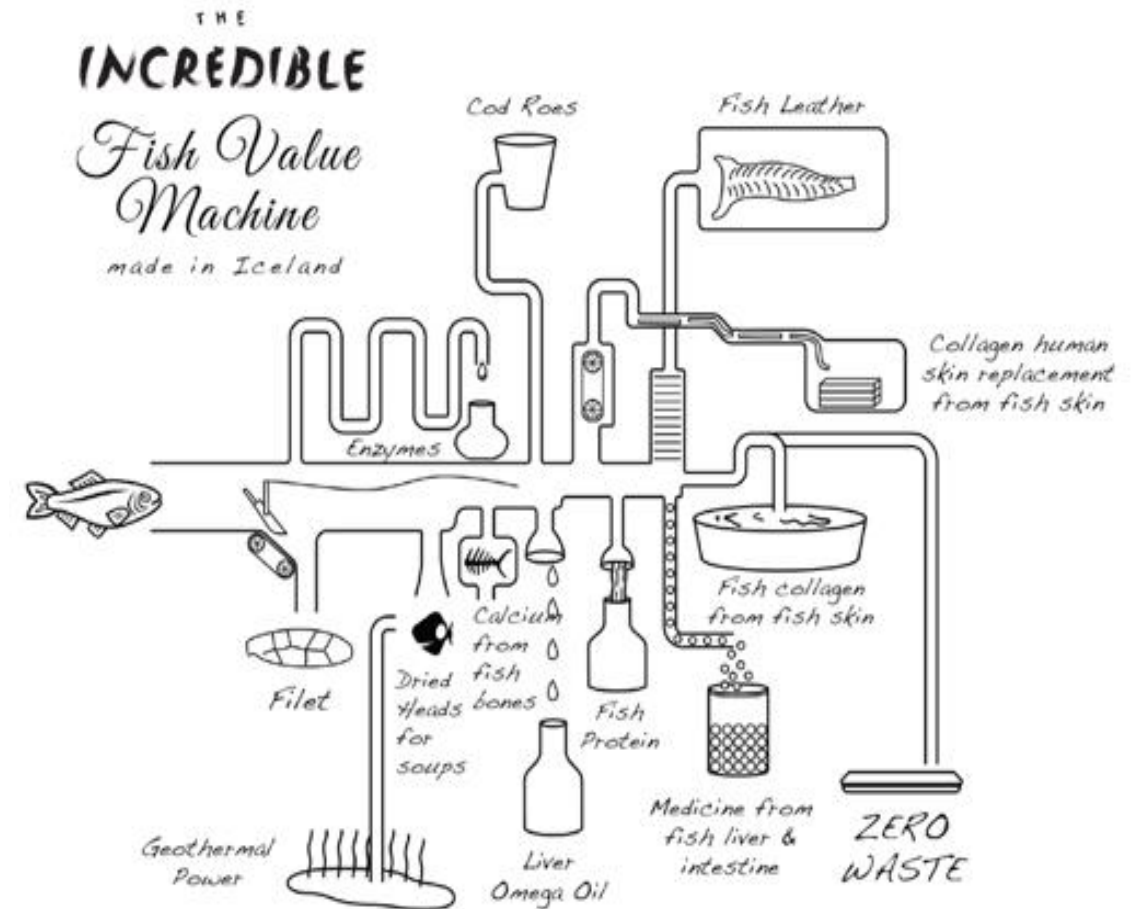 THE
INCREDIBLE
Fish Value
Machine
made in Iceland
Cod Roes
Fish Leather
Collagen human
skin replacement
from fish skin
Enzymes
Fish collagen
from fish skin
Filet
Dried
Heads
for
soups
Calcium
from
fish
bones
Fish
Protein
Liver
Omega Oil
Medicine from
fish liver &
intestine
ZERO
WASTE
Geothermal
Power